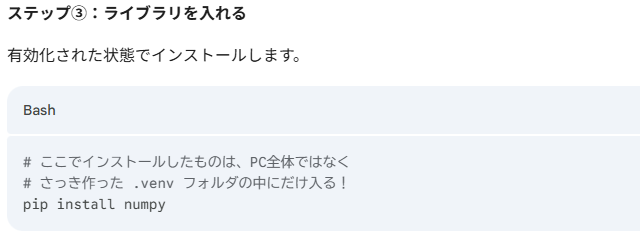 ステップ③：ライブラリを入れる
有効化された状態でインストールします。
Bash
# ここでインストールしたものは、PC全体ではなく
# さっき作った .venv フォルダの中にだけ入る！
pip install numpy